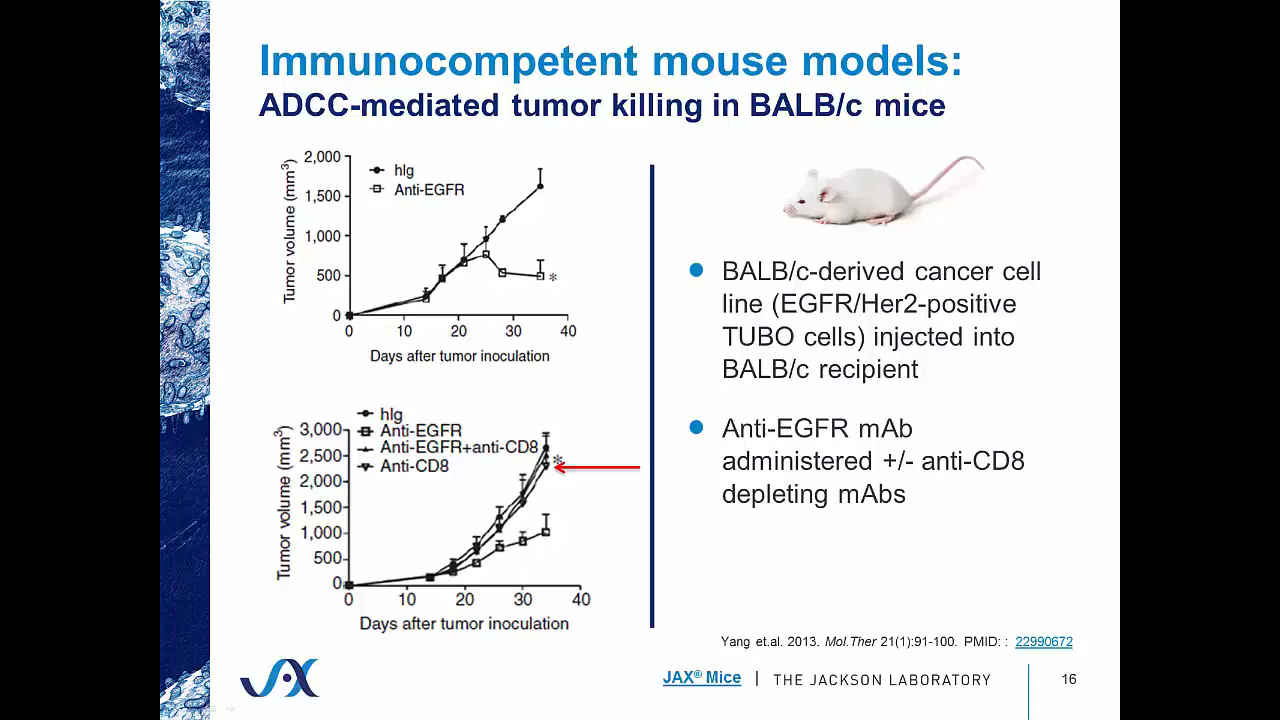 Immunocompetent mouse models:
ADCC-mediated tumor killing in BALB/c mice
2,000
1,500
1,000
500
0
Tumor volume (mm³)
hIg
Anti-EGFR
*
0 10 20 30 40
Days after tumor inoculation
3,000
2,500
2,000
1,500
1,000
500
0
Tumor volume (mm³)
hIg
Anti-EGFR
Anti-EGFR+anti-CD8
Anti-CD8
*
0 10 20 30 40
Days after tumor inoculation
• BALB/c-derived cancer cell
line (EGFR/Her2-positive
TUBO cells) injected into
BALB/c recipient
• Anti-EGFR mAb
administered +/- anti-CD8
depleting mAbs
Yang et.al. 2013. Mol.Ther 21(1):91-100. PMID: : 22990672
JAX
JAX® Mice | THE JACKSON LABORATORY
16